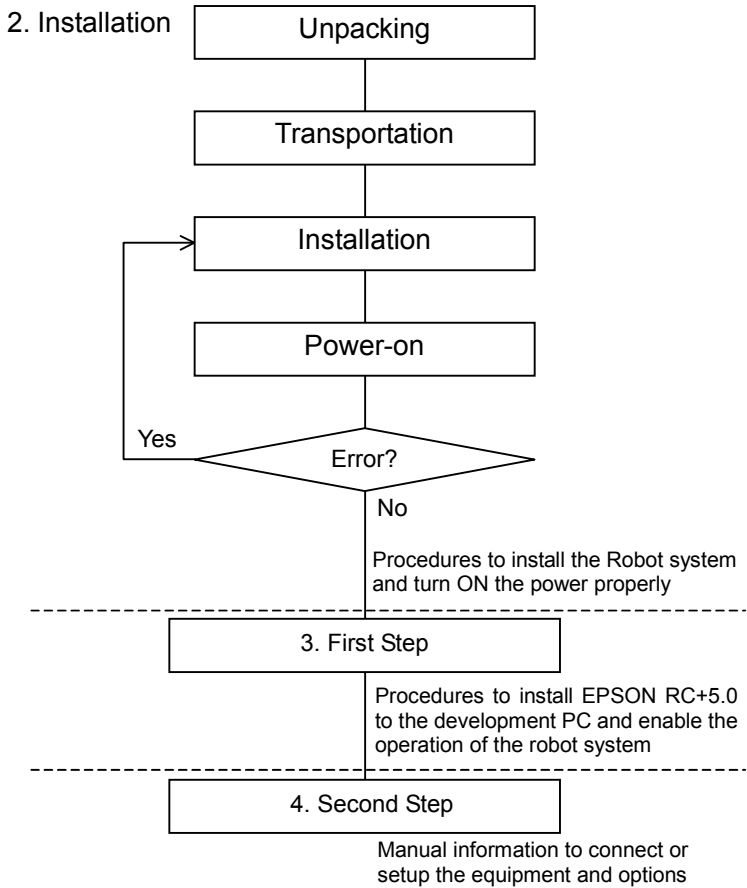 2. Installation
Unpacking
Transportation
Installation
Power-on
Yes
Error?
No
Procedures to install the Robot system
and turn ON the power properly
3. First Step
Procedures to install EPSON RC+5.0
to the development PC and enable the
operation of the robot system
4. Second Step
Manual information to connect or
setup the equipment and options